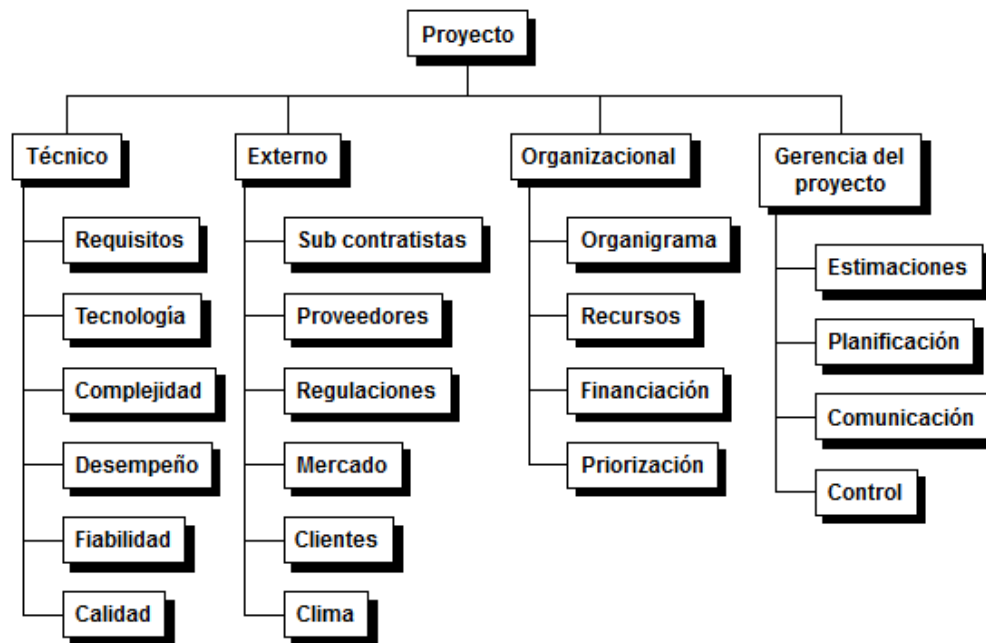 Proyecto
Técnico
Requisitos
Tecnología
Complejidad
Desempeño
Fiabilidad
Calidad
Externo
Sub contratistas
Proveedores
Regulaciones
Mercado
Clientes
Clima
Organizacional
Organigrama
Recursos
Financiación
Priorización
Gerencia del
proyecto
Estimaciones
Planificación
Comunicación
Control